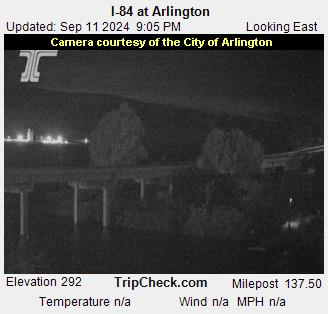 I-84 at Arlington
Updated: Sep 11 2024 9:05 PM Looking East
Camera courtesy of the City of Arlington
Elevation 292 TripCheck.com Milepost 137.50
Temperature n/a Wind n/a MPH n/a